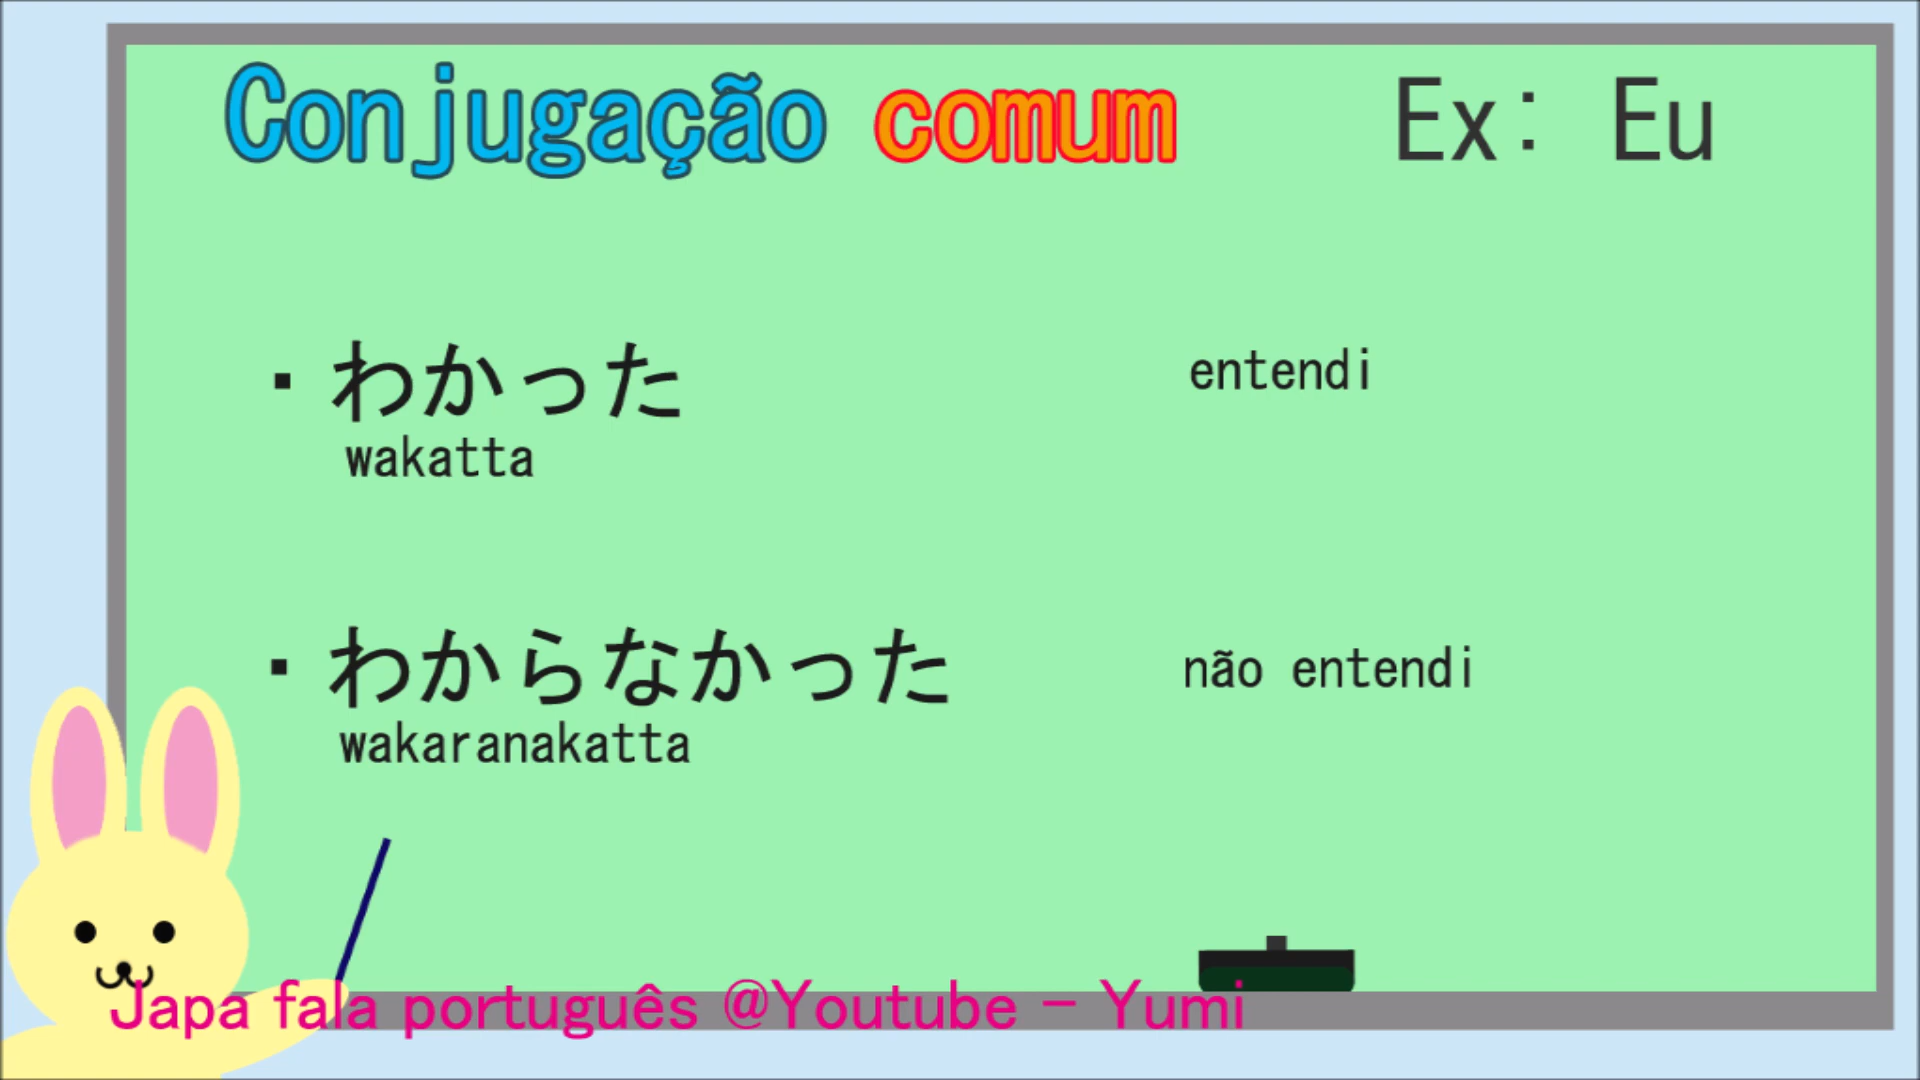 Conjugação comum Ex: Eu
・わかった entendi
wakatta
・わからなかった não entendi
wakaranakatta
Japa fala português @Youtube - Yumi